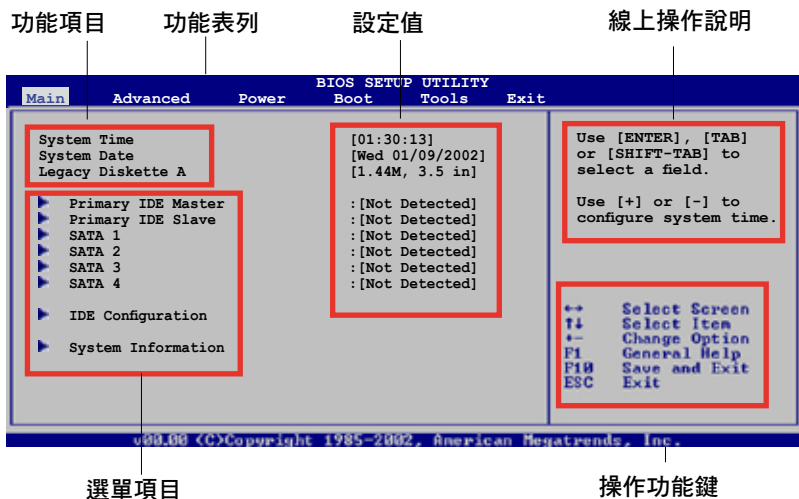 功能項目 功能表列 設定值 線上操作說明
BIOS SETUP UTILITY
Main Advanced Power Boot Tools Exit
System Time [01:30:13]
System Date [Wed 01/09/2002]
Legacy Diskette A [1.44M, 3.5 in]
Primary IDE Master :[Not Detected]
Primary IDE Slave :[Not Detected]
SATA 1 :[Not Detected]
SATA 2 :[Not Detected]
SATA 3 :[Not Detected]
SATA 4 :[Not Detected]
IDE Configuration
System Information
Use [ENTER], [TAB]
or [SHIFT-TAB] to
select a field.
Use [+] or [-] to
configure system time.
↔ Select Screen
↑↓ Select Item
+- Change Option
F1 General Help
F10 Save and Exit
ESC Exit
v00.00 (C)Copyright 1985-2002, American Megatrends, Inc.
選單項目 操作功能鍵